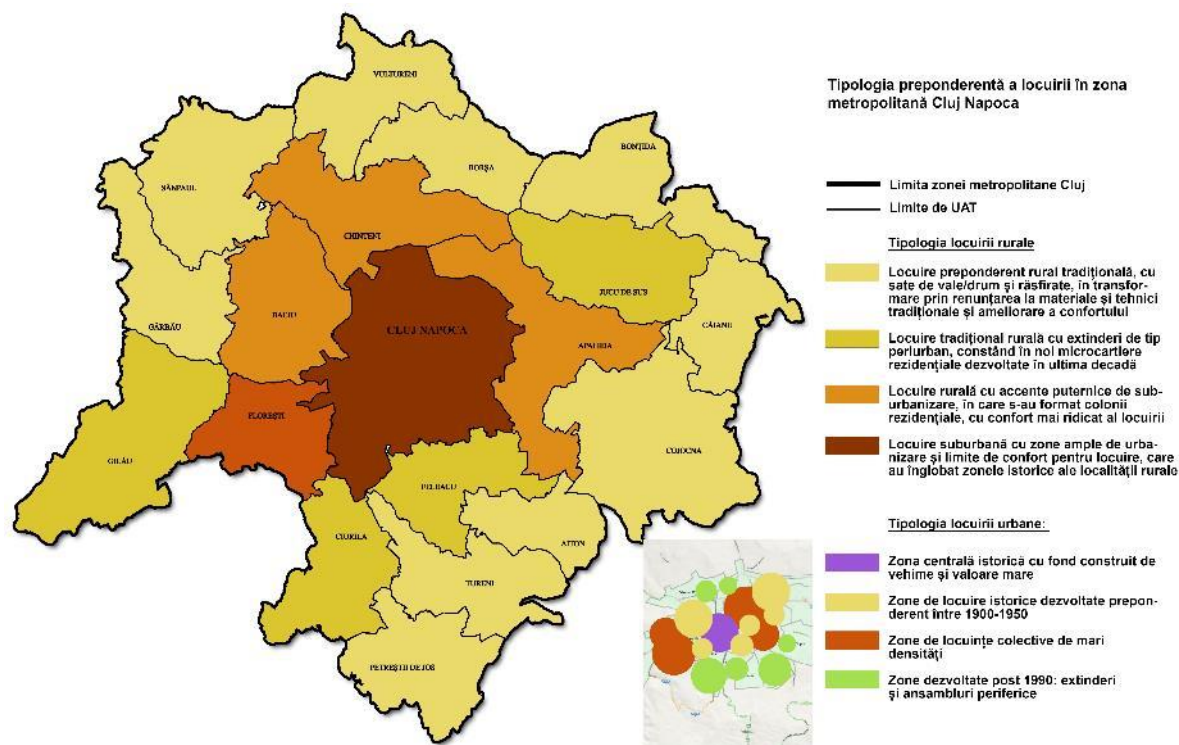 Tipologia preponderentă a locuirii în zona
metropolitană Cluj Napoca
Limita zonei metropolitane Cluj
Limite de UAT
Tipologia locuirii rurale
Locuire preponderent rural tradițională, cu
sate de vale/drum și răsfirate, în transfor-
mare prin renunțarea la materiale și tehnici
tradiționale și ameliorare a confortului
Locuire tradițional rurală cu extinderi de tip
periurban, constând în noi microcartiere
rezidențiale dezvoltate în ultima decadă
Locuire rurală cu accente puternice de sub-
urbanizare, în care s-au format colonii
rezidențiale, cu confort mai ridicat al locuirii
Locuire suburbană cu zone ample de urba-
nizare și limite de confort pentru locuire, care
au înglobat zonele istorice ale localității rurale
Tipologia locuirii urbane:
Zona centrală istorică cu fond construit de
vehime și valoare mare
Zone de locuire istorice dezvoltate prepon-
derent între 1900-1950
Zone de locuințe colective de mari
densități
Zone dezvoltate post 1990: extinderi
și ansambluri periferice
VULTURENI
BONȚIDA
BORȘA
SÂNPAUL
CHINTENI
JUCU DE SUS
BACIU
GÂRBĂU
CLUJ NAPOCA
CĂIANU
APAHIDA
FLOREȘTI
COJOCNA
GILĂU
FELEACU
CIURILA
AITON
TURENI
PETREȘTII DE JOS